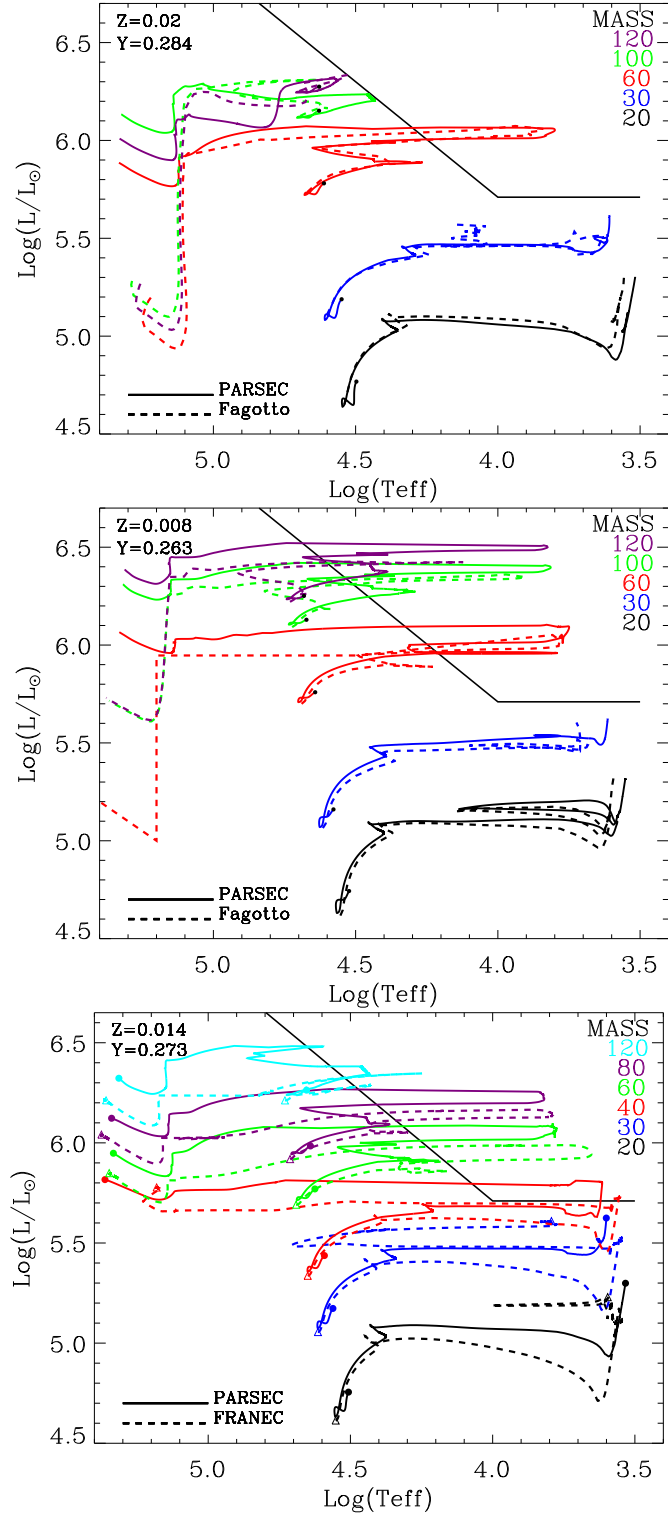 Z=0.02
Y=0.284
MASS
120
100
60
30
20
6.5
6.0
5.5
5.0
4.5
Log(L/L☉)
PARSEC
Fagotto
5.0 4.5 4.0 3.5
Log(Teff)
Z=0.008
Y=0.263
MASS
120
100
60
30
20
6.5
6.0
5.5
5.0
4.5
Log(L/L☉)
PARSEC
Fagotto
5.0 4.5 4.0 3.5
Log(Teff)
Z=0.014
Y=0.273
MASS
120
80
60
40
30
20
6.5
6.0
5.5
5.0
4.5
Log(L/L☉)
PARSEC
FRANEC
5.0 4.5 4.0 3.5
Log(Teff)